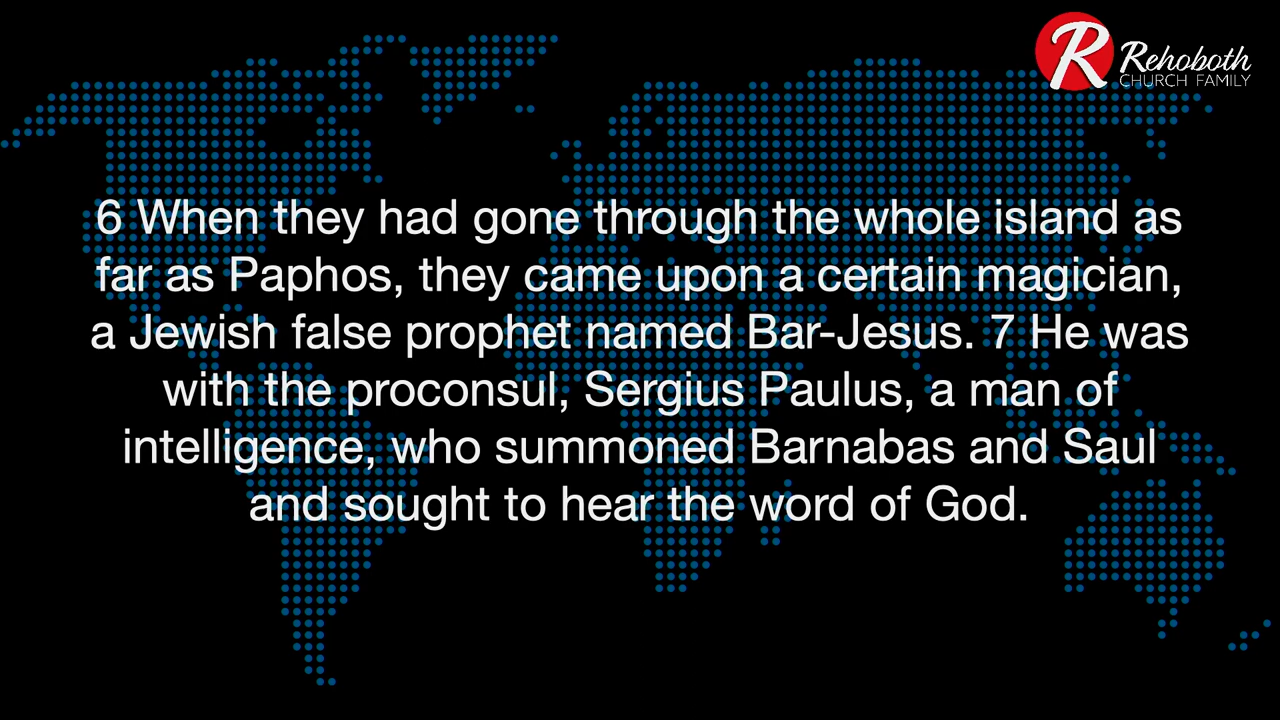 R Rehoboth
CHURCH FAMILY
6 When they had gone through the whole island as
far as Paphos, they came upon a certain magician,
a Jewish false prophet named Bar-Jesus. 7 He was
with the proconsul, Sergius Paulus, a man of
intelligence, who summoned Barnabas and Saul
and sought to hear the word of God.